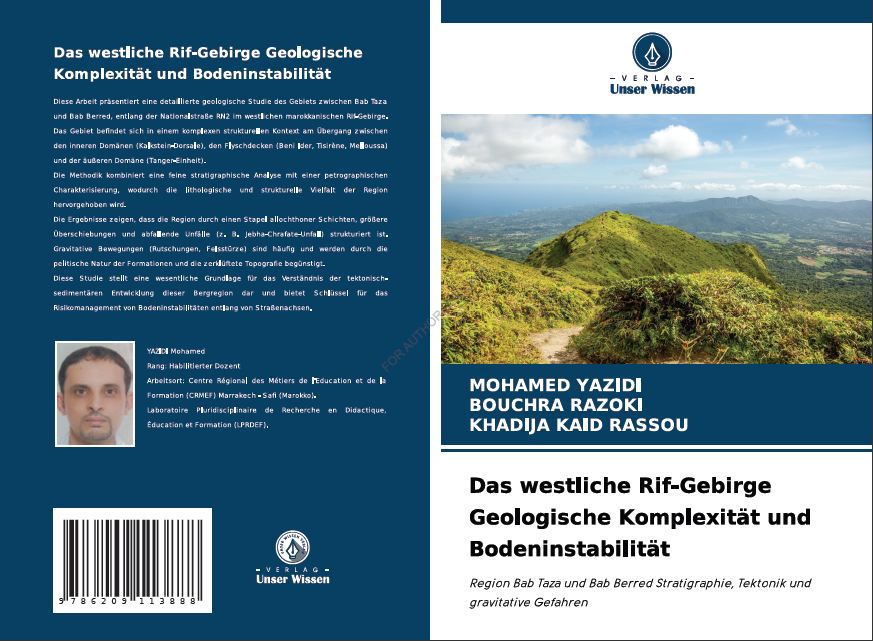 Das westliche Rif-Gebirge Geologische
Komplexität und Bodeninstabilität
Diese Arbeit präsentiert eine detaillierte geologische Studie des Gebiets zwischen Bab Taza
und Bab Berred, entlang der Nationalstraße RN2 im westlichen marokkanischen Rif-Gebirge.
Das Gebiet befindet sich in einem komplexen strukturellen Kontext am Übergang zwischen
den inneren Domänen (Kalkstein-Dorsale), den Flyschdecken (Beni Ider, Tisirène, Melloussa)
und der äußeren Domäne (Tanger-Einheit).
Die Methodik kombiniert eine feine stratigraphische Analyse mit einer petrographischen
Charakterisierung, wodurch die lithologische und strukturelle Vielfalt der Region
hervorgehoben wird.
Die Ergebnisse zeigen, dass die Region durch einen Stapel allochthoner Schichten, größere
Überschiebungen und abfallende Unfälle (z. B. Jebha-Chrafate-Unfall) strukturiert ist.
Gravitative Bewegungen (Rutschungen, Felsstürze) sind häufig und werden durch die
pelitische Natur der Formationen und die zerklüftete Topografie begünstigt.
Diese Studie stellt eine wesentliche Grundlage für das Verständnis der tektonisch-
sedimentären Entwicklung dieser Bergregion dar und bietet Schlüssel für das
Risikomanagement von Bodeninstabilitäten entlang von Straßenachsen.
YAZIDI Mohamed
Rang: Habilitierter Dozent
Arbeitsort: Centre Régional des Métiers de l'Education et de la
Formation (CRMEF) Marrakech - Safi (Marokko).
Laboratoire Pluridisciplinaire de Recherche en Didactique,
Éducation et Formation (LPRDEF).
9 786209 113888
VERLAG
Unser Wissen
FOR AUTHOR
VERLAG
Unser Wissen
MOHAMED YAZIDI
BOUCHRA RAZOKI
KHADIJA KAID RASSOU
Das westliche Rif-Gebirge
Geologische Komplexität und
Bodeninstabilität
Region Bab Taza und Bab Berred Stratigraphie, Tektonik und
gravitative Gefahren